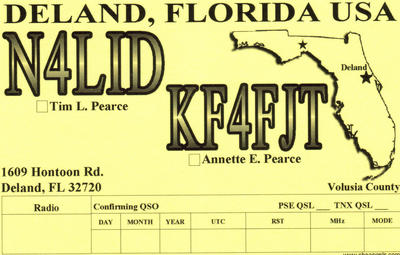 DELAND, FLORIDA USA
N4LID
Tim L. Pearce
Deland
KF4FJT
Annette E. Pearce
1609 Hontoon Rd.
Deland, FL 32720
Volusia County
Radio Confirming QSO PSE QSL ___ TNX QSL ___
DAY MONTH YEAR UTC RST MHz MODE